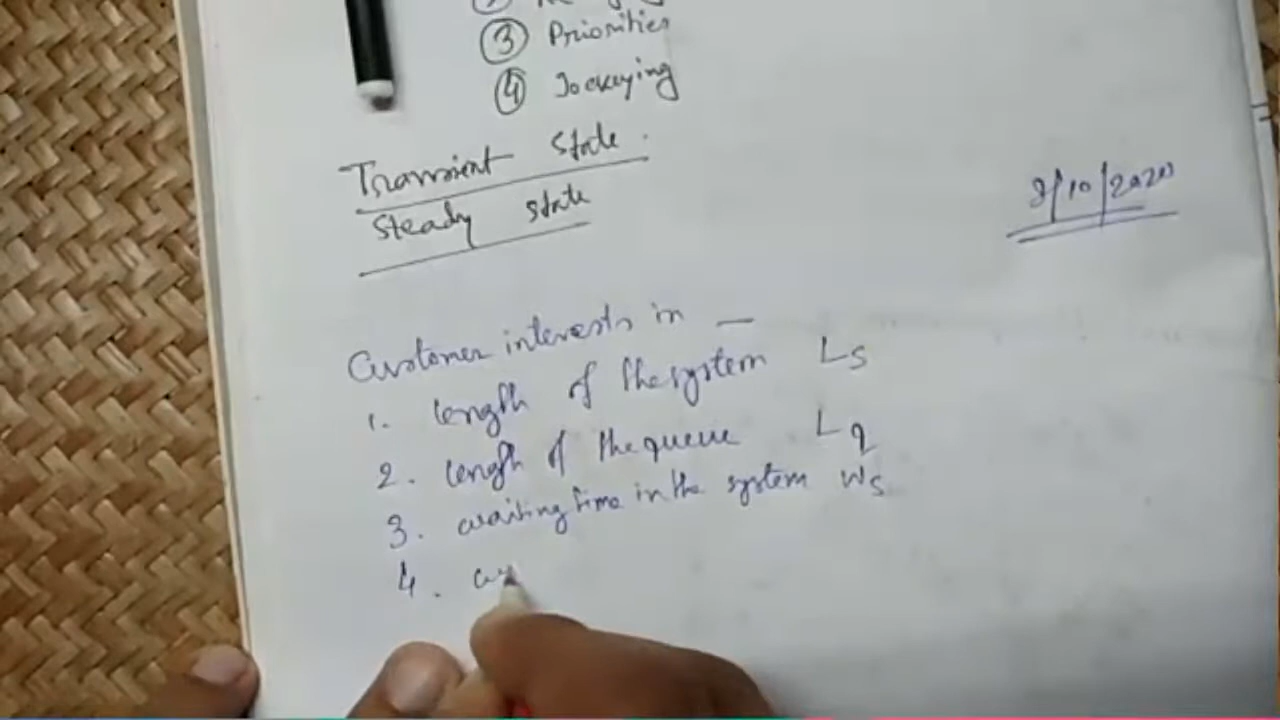 ③ Priorities
④ Jockeying
Transient state.
Steady state
8/10/2020
Customer interests in —
1. length of the system Ls
2. length of the queue Lq
3. waiting time in the system Ws
4.